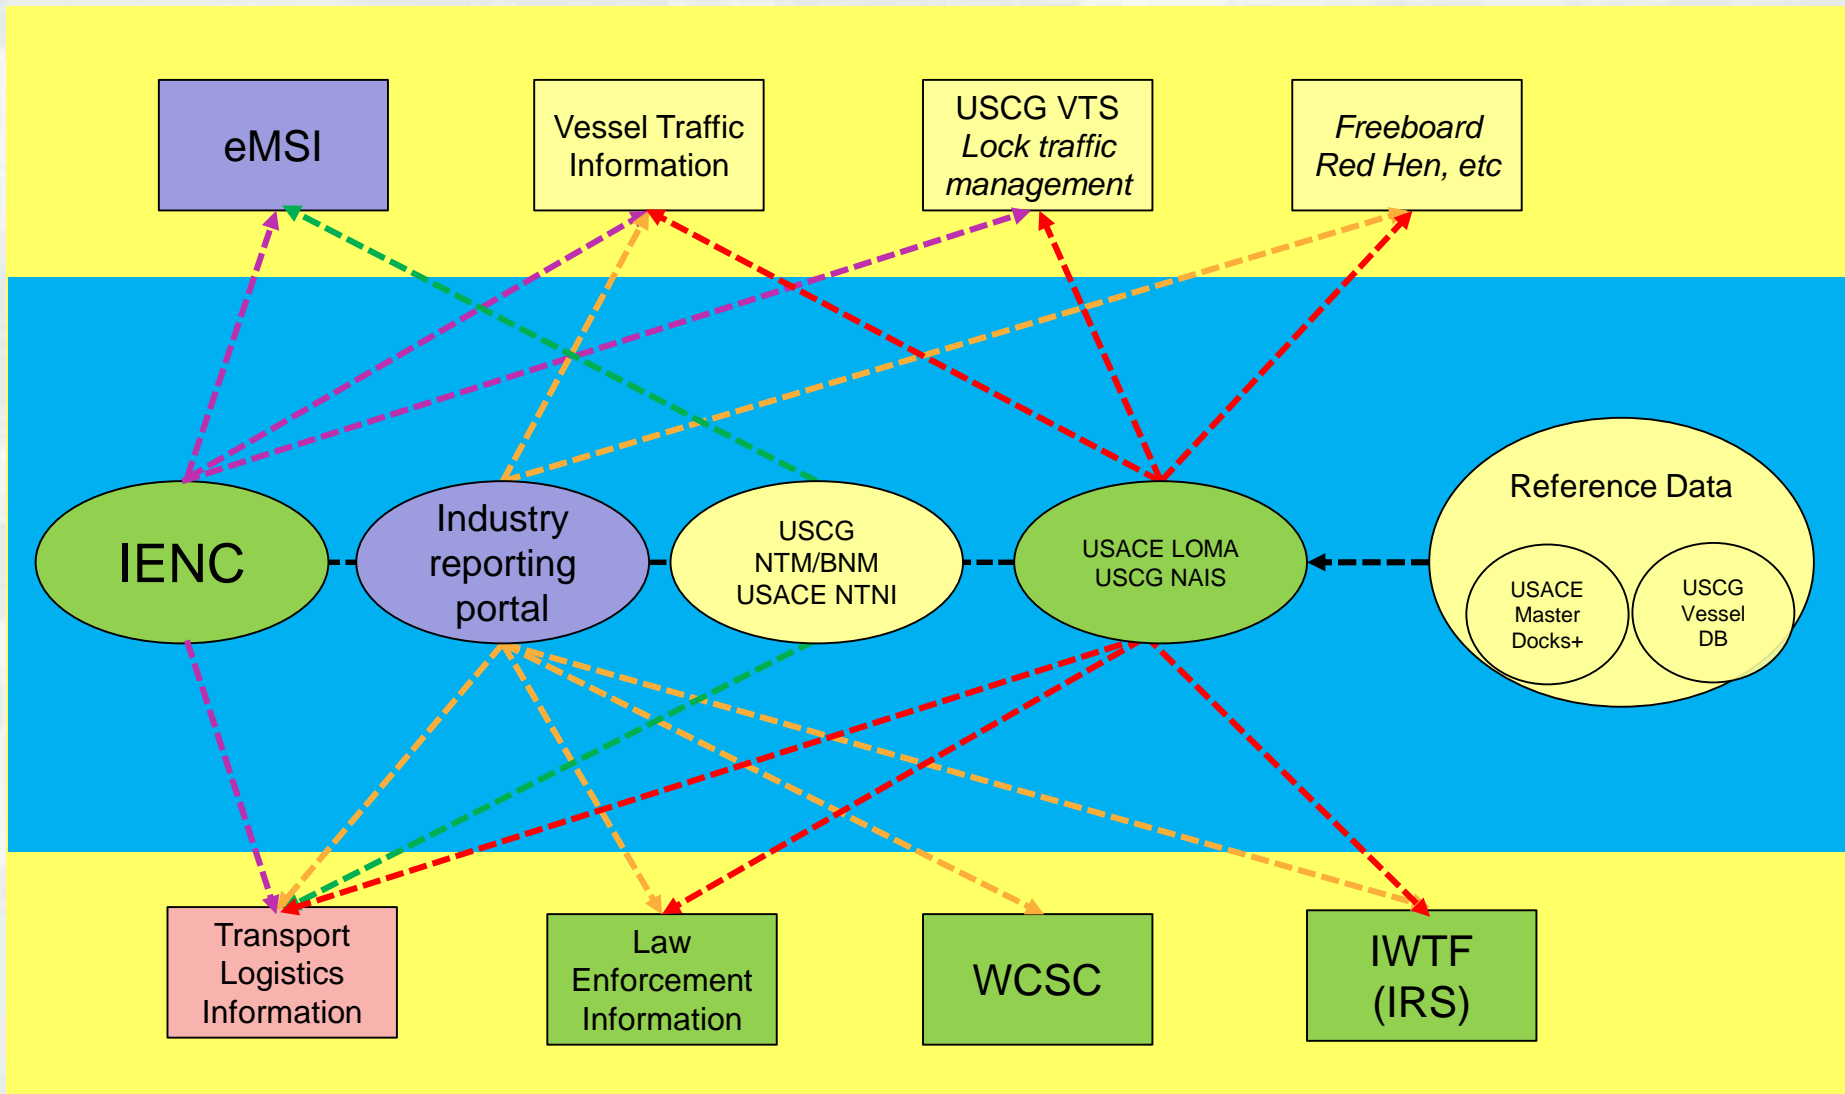 eMSI
Vessel Traffic
Information
USCG VTS
Lock traffic
management
Freeboard
Red Hen, etc
IENC
Industry
reporting
portal
USCG
NTM/BNM
USACE NTNI
USACE LOMA
USCG NAIS
Reference Data
USACE
Master
Docks+
USCG
Vessel
DB
Transport
Logistics
Information
Law
Enforcement
Information
WCSC
IWTF
(IRS)